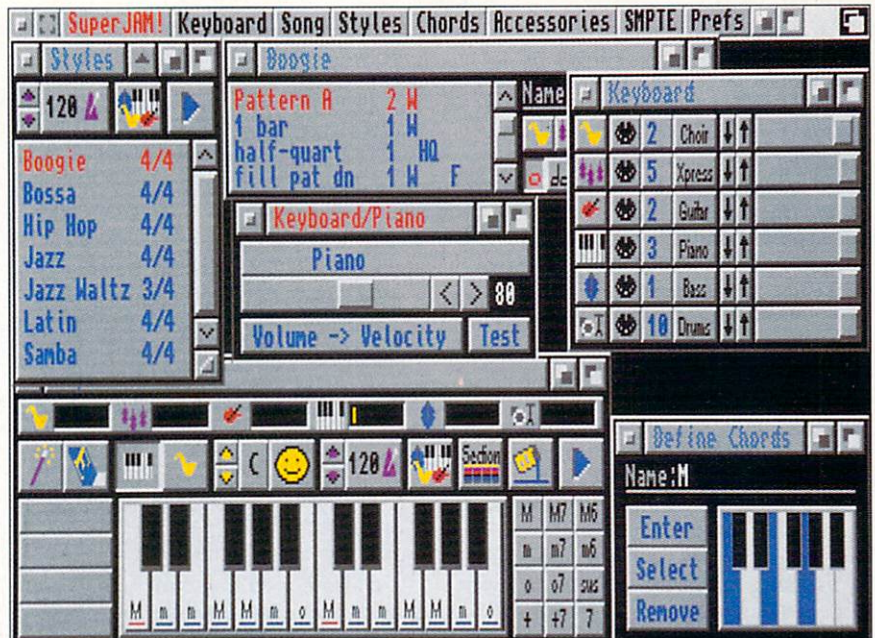 SuperJAM! Keyboard Song Styles Chords Accessories SMPTE Prefs
Styles
120
Boogie 4/4
Bossa 4/4
Hip Hop 4/4
Jazz 4/4
Jazz Waltz 3/4
Latin 4/4
Samba 4/4
Boogie
Pattern A 2 W
1 bar 1 W
half-quart 1 HQ
fill pat dn 1 W F
Name
Keyboard/Piano
Piano
< > 80
Volume -> Velocity Test
Keyboard
2 Choir
5 Xpress
2 Guitar
3 Piano
1 Bass
10 Drums
C 120 Section
M m m M M m o M m m M M m o
M M7 M6
m m7 m6
o o7 sus
+ +7 7
Define Chords
Name:M
Enter
Select
Remove